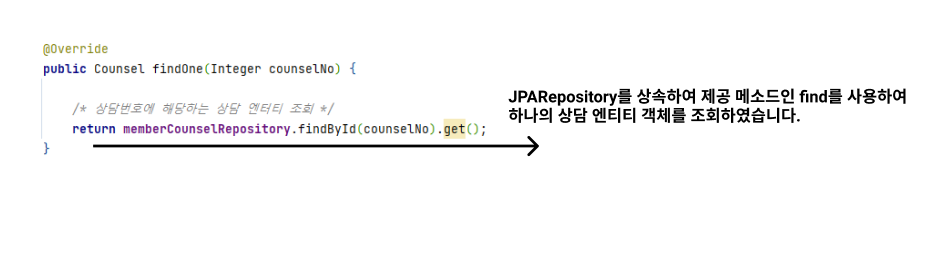 @Override
public Counsel findOne(Integer counselNo) {
/* 상담번호에 해당하는 상담 엔터티 조회 */
return memberCounselRepository.findById(counselNo).get();
}
JPARepository를 상속하여 제공 메소드인 find를 사용하여
하나의 상담 엔티티 객체를 조회하였습니다.